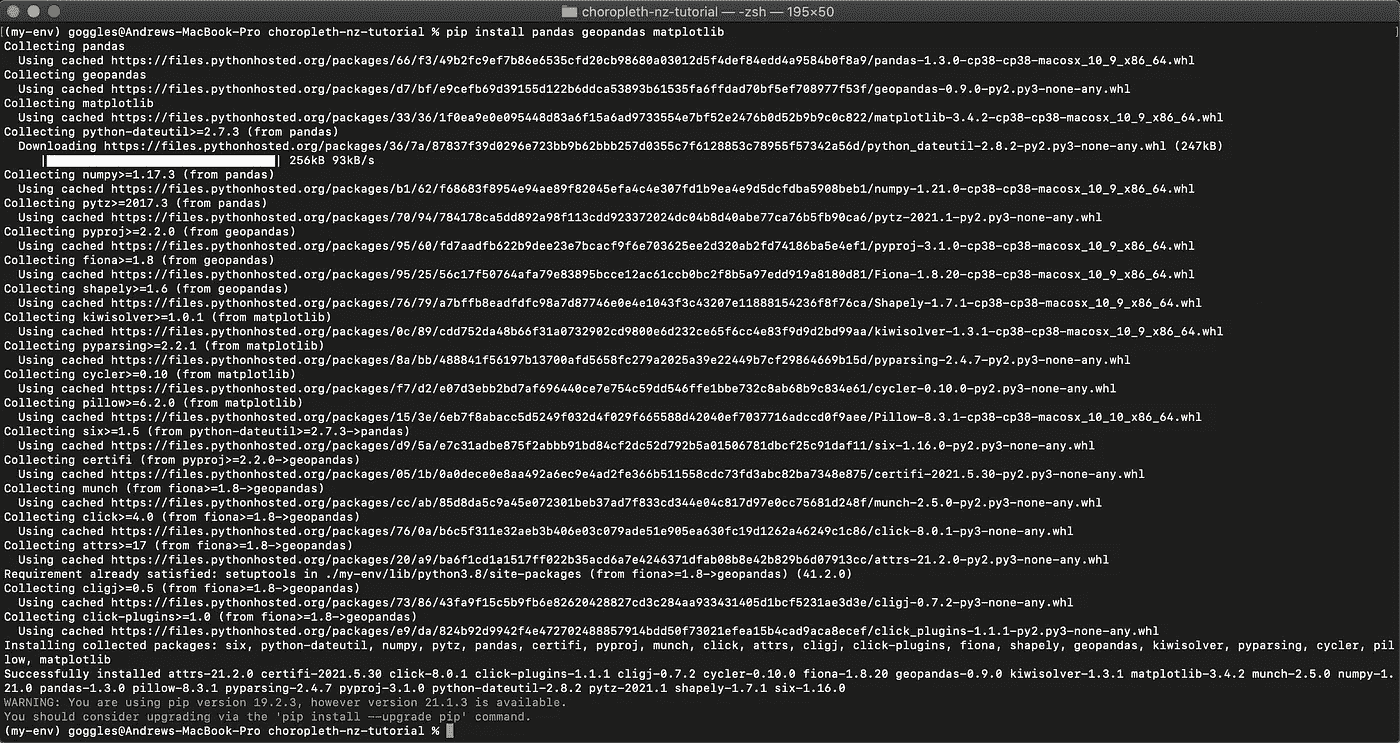 choropleth-nz-tutorial — -zsh — 195×50
(my-env) goggles@Andrews-MacBook-Pro choropleth-nz-tutorial % pip install pandas geopandas matplotlib
Collecting pandas
Using cached https://files.pythonhosted.org/packages/66/f3/49b2fc9ef7b86e6535cfd20cb98680a03012d5f4def84edd4a9584b0f8a9/pandas-1.3.0-cp38-cp38-macosx_10_9_x86_64.whl
Collecting geopandas
Using cached https://files.pythonhosted.org/packages/d7/bf/e9cefb69d39155d122b6ddca53893b61535fa6ffdad70bf5ef708977f53f/geopandas-0.9.0-py2.py3-none-any.whl
Collecting matplotlib
Using cached https://files.pythonhosted.org/packages/33/36/1f0ea9e0e095448d83a6f15a6ad9733554e7bf52e2476b0d52b9b9c0c822/matplotlib-3.4.2-cp38-cp38-macosx_10_9_x86_64.whl
Collecting python-dateutil>=2.7.3 (from pandas)
Downloading https://files.pythonhosted.org/packages/36/7a/87837f39d0296e723bb9b62bbb257d0355c7f6128853c78955f57342a56d/python_dateutil-2.8.2-py2.py3-none-any.whl (247kB)
256kB 93kB/s
Collecting numpy>=1.17.3 (from pandas)
Using cached https://files.pythonhosted.org/packages/b1/62/f68683f8954e94ae89f82045efa4c4e307fd1b9ea4e9d5dcfdba5908beb1/numpy-1.21.0-cp38-cp38-macosx_10_9_x86_64.whl
Collecting pytz>=2017.3 (from pandas)
Using cached https://files.pythonhosted.org/packages/70/94/784178ca5dd892a98f113cdd923372024dc04b8d40abe77ca76b5fb90ca6/pytz-2021.1-py2.py3-none-any.whl
Collecting pyproj>=2.2.0 (from geopandas)
Using cached https://files.pythonhosted.org/packages/95/60/fd7aadfb622b9dee23e7bcacf9f6e703625ee2d320ab2fd74186ba5e4ef1/pyproj-3.1.0-cp38-cp38-macosx_10_9_x86_64.whl
Collecting fiona>=1.8 (from geopandas)
Using cached https://files.pythonhosted.org/packages/95/25/56c17f50764afa79e83895bcce12ac61ccb0bc2f8b5a97edd919a8180d81/Fiona-1.8.20-cp38-cp38-macosx_10_9_x86_64.whl
Collecting shapely>=1.6 (from geopandas)
Using cached https://files.pythonhosted.org/packages/76/79/a7bffb8eadfdfc98a7d87746e0e4e1043f3c43207e11888154236f8f76ca/Shapely-1.7.1-cp38-cp38-macosx_10_9_x86_64.whl
Collecting kiwisolver>=1.0.1 (from matplotlib)
Using cached https://files.pythonhosted.org/packages/0c/89/cdd752da48b66f31a0732902cd9800e6d232ce65f6cc4e83f9d9d2bd99aa/kiwisolver-1.3.1-cp38-cp38-macosx_10_9_x86_64.whl
Collecting pyparsing>=2.2.1 (from matplotlib)
Using cached https://files.pythonhosted.org/packages/8a/bb/488841f56197b13700afd5658fc279a2025a39e22449b7cf29864669b15d/pyparsing-2.4.7-py2.py3-none-any.whl
Collecting cycler>=0.10 (from matplotlib)
Using cached https://files.pythonhosted.org/packages/f7/d2/e07d3ebb2bd7af696440ce7e754c59dd546ffe1bbe732c8ab68b9c834e61/cycler-0.10.0-py2.py3-none-any.whl
Collecting pillow>=6.2.0 (from matplotlib)
Using cached https://files.pythonhosted.org/packages/15/3e/6eb7f8abacc5d5249f032d4f029f665588d42040ef7037716adccd0f9aee/Pillow-8.3.1-cp38-cp38-macosx_10_10_x86_64.whl
Collecting six>=1.5 (from python-dateutil>=2.7.3->pandas)
Using cached https://files.pythonhosted.org/packages/d9/5a/e7c31adbe875f2abbb91bd84cf2dc52d792b5a01506781dbcf25c91daf11/six-1.16.0-py2.py3-none-any.whl
Collecting certifi (from pyproj>=2.2.0->geopandas)
Using cached https://files.pythonhosted.org/packages/05/1b/0a0dece0e8aa492a6ec9e4ad2fe366b511558cdc73fd3abc82ba7348e875/certifi-2021.5.30-py2.py3-none-any.whl
Collecting munch (from fiona>=1.8->geopandas)
Using cached https://files.pythonhosted.org/packages/cc/ab/85d8da5c9a45e072301beb37ad7f833cd344e04c817d97e0cc75681d248f/munch-2.5.0-py2.py3-none-any.whl
Collecting click>=4.0 (from fiona>=1.8->geopandas)
Using cached https://files.pythonhosted.org/packages/76/0a/b6c5f311e32aeb3b406e03c079ade51e905ea630fc19d1262a46249c1c86/click-8.0.1-py3-none-any.whl
Collecting attrs>=17 (from fiona>=1.8->geopandas)
Using cached https://files.pythonhosted.org/packages/20/a9/ba6f1cd1a1517ff022b35acd6a7e4246371dfab08b8e42b829b6d07913cc/attrs-21.2.0-py2.py3-none-any.whl
Requirement already satisfied: setuptools in ./my-env/lib/python3.8/site-packages (from fiona>=1.8->geopandas) (41.2.0)
Collecting cligj>=0.5 (from fiona>=1.8->geopandas)
Using cached https://files.pythonhosted.org/packages/73/86/43fa9f15c5b9fb6e82620428827cd3c284aa933431405d1bcf5231ae3d3e/cligj-0.7.2-py3-none-any.whl
Collecting click-plugins>=1.0 (from fiona>=1.8->geopandas)
Using cached https://files.pythonhosted.org/packages/e9/da/824b92d9942f4e472702488857914bdd50f73021efea15b4cad9aca8ecef/click_plugins-1.1.1-py2.py3-none-any.whl
Installing collected packages: six, python-dateutil, numpy, pytz, pandas, certifi, pyproj, munch, click, attrs, cligj, click-plugins, fiona, shapely, geopandas, kiwisolver, pyparsing, cycler, pil
low, matplotlib
Successfully installed attrs-21.2.0 certifi-2021.5.30 click-8.0.1 click-plugins-1.1.1 cligj-0.7.2 cycler-0.10.0 fiona-1.8.20 geopandas-0.9.0 kiwisolver-1.3.1 matplotlib-3.4.2 munch-2.5.0 numpy-1.
21.0 pandas-1.3.0 pillow-8.3.1 pyparsing-2.4.7 pyproj-3.1.0 python-dateutil-2.8.2 pytz-2021.1 shapely-1.7.1 six-1.16.0
WARNING: You are using pip version 19.2.3, however version 21.1.3 is available.
You should consider upgrading via the 'pip install --upgrade pip' command.
(my-env) goggles@Andrews-MacBook-Pro choropleth-nz-tutorial %